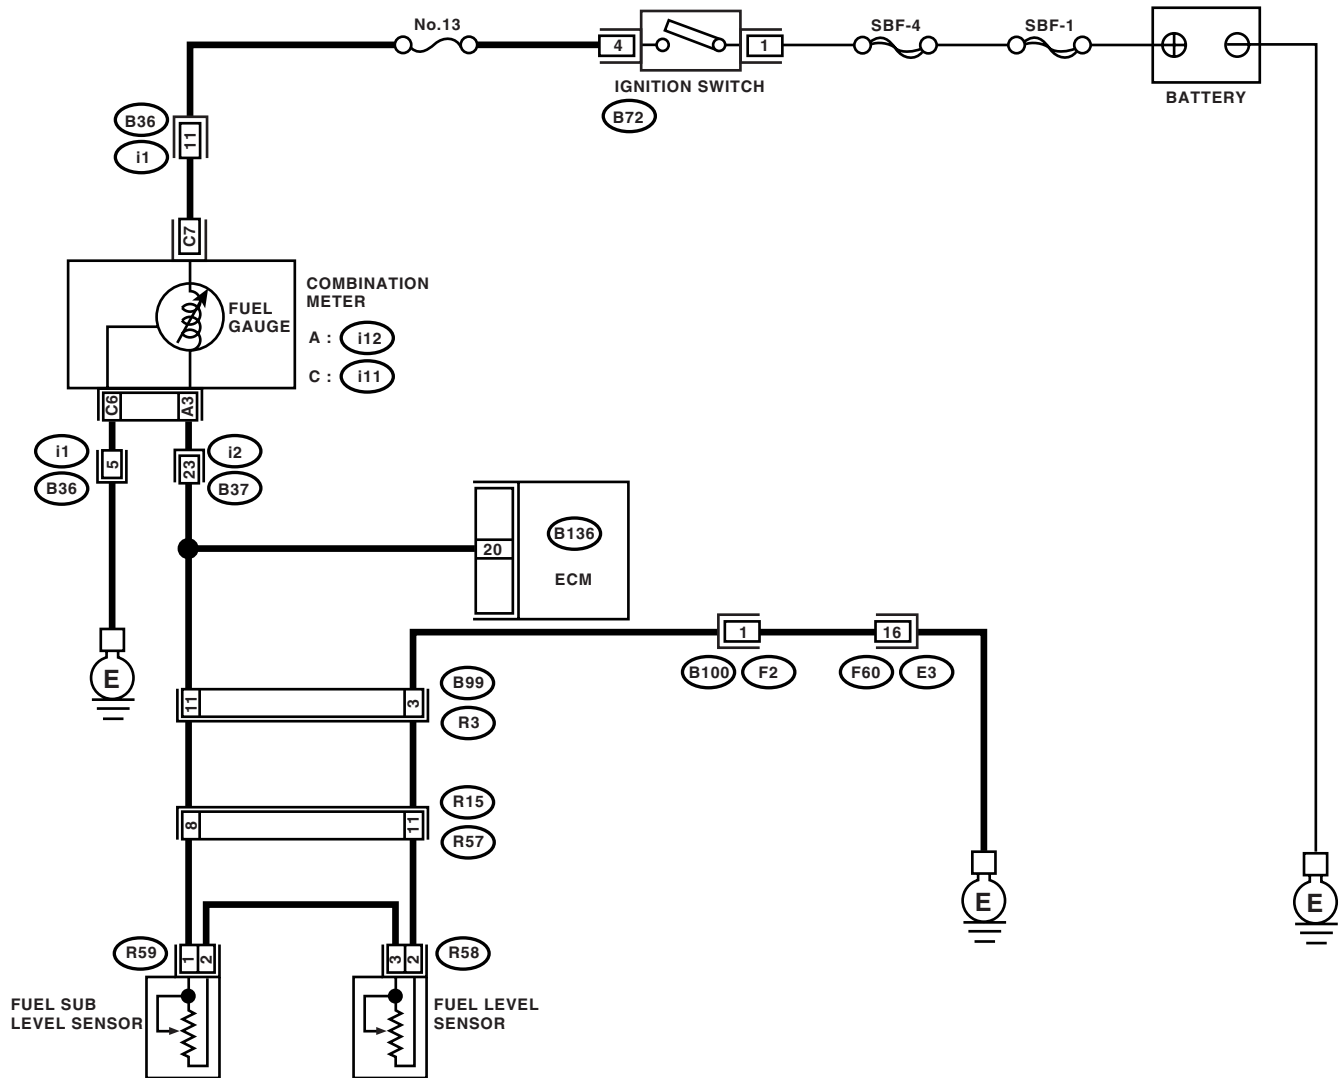 No.13
SBF-4
SBF-1
4
1
IGNITION SWITCH
B72
BATTERY
B36
i1
11
C7
COMBINATION
METER
FUEL
GAUGE
A : i12
C : i11
C6
A3
i1
B36
5
23
i2
B37
20
B136
ECM
1
16
B100
F2
F60
E3
E
11
3
B99
R3
8
11
R15
R57
E
E
R59
1
2
3
2
R58
FUEL SUB
LEVEL SENSOR
FUEL LEVEL
SENSOR